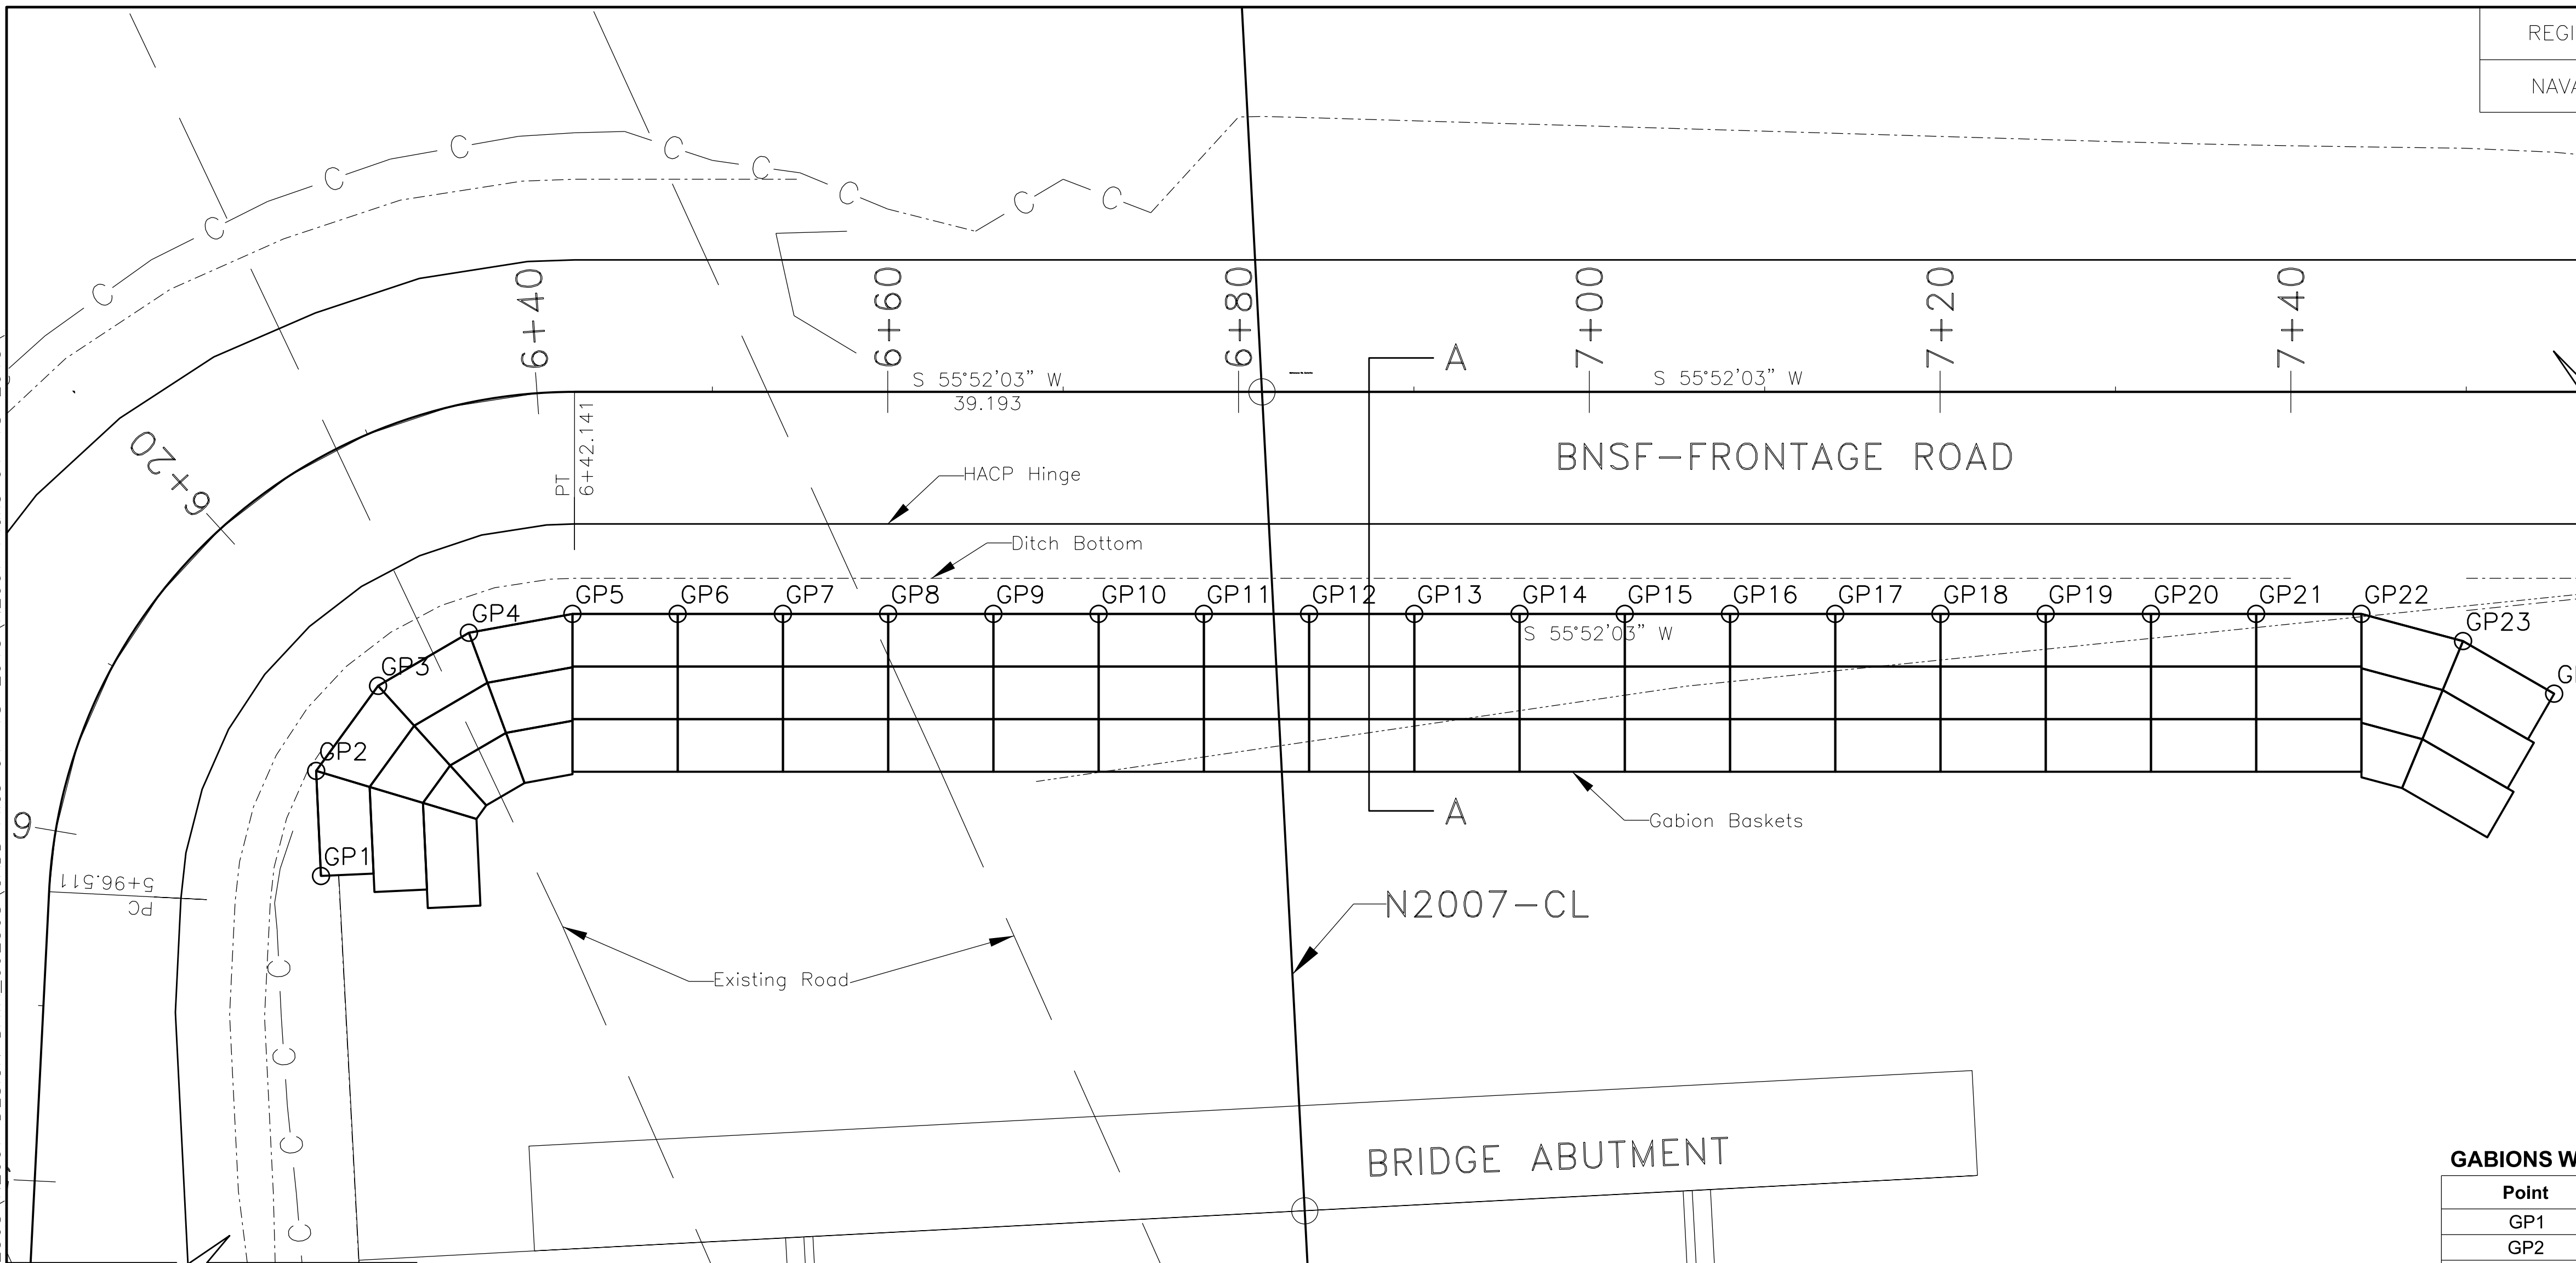 REGI
NAVA
C C C C C C C C C C
6+20
6+40
6+60
6+80
7+00
7+20
7+40
A
S 55°52'03" W
39.193
S 55°52'03" W
PT
6+42.141
BNSF-FRONTAGE ROAD
HACP Hinge
Ditch Bottom
GP5 GP6 GP7 GP8 GP9 GP10 GP11 GP12 GP13 GP14 GP15 GP16 GP17 GP18 GP19 GP20 GP21 GP22
GP4
GP23
S 55°52'03" W
GP3
GP2
GP1
A
Gabion Baskets
6
5+96.511
PC
N2007-CL
Existing Road
C
C
C
C
BRIDGE ABUTMENT
GABIONS W
Point
GP1
GP2